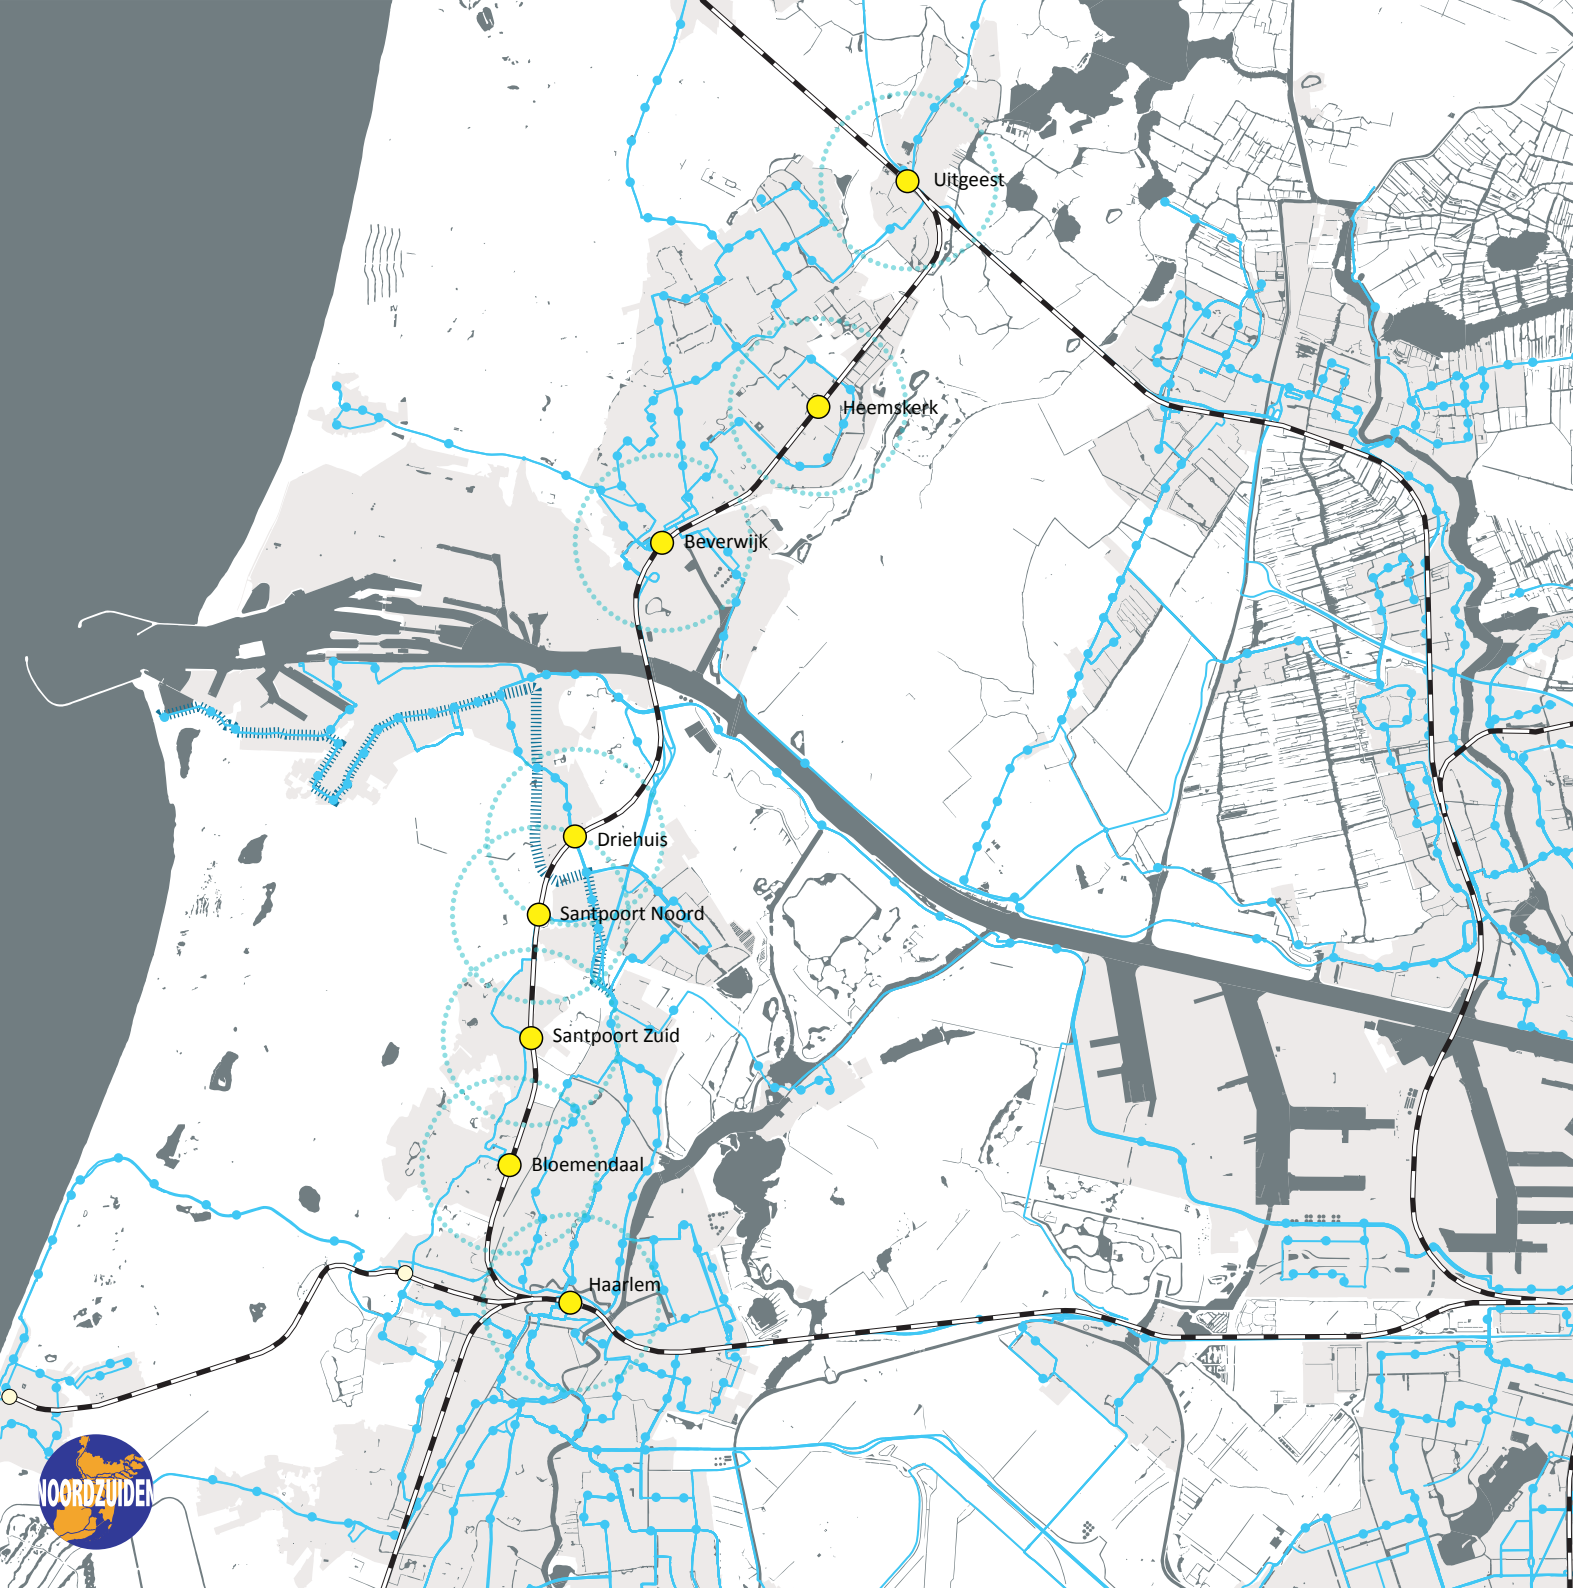 Uitgeest
Heemskerk
Beverwijk
Driehuis
Santpoort Noord
Santpoort Zuid
Bloemendaal
Haarlem
NOORDZUIDEN